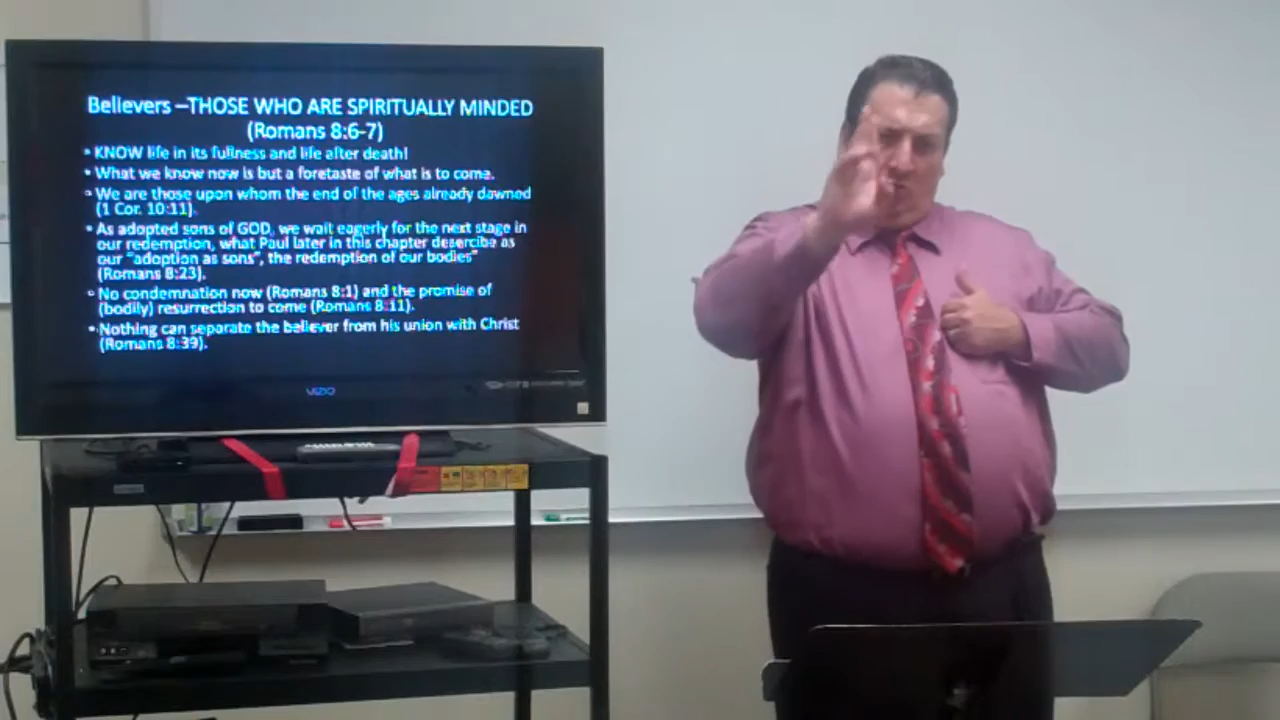 Believers –THOSE WHO ARE SPIRITUALLY MINDED
(Romans 8:6-7)
• KNOW life in its fullness and life after death!
• What we know now is but a foretaste of what is to come.
• We are those upon whom the end of the ages already dawned
(1 Cor. 10:11).
• As adopted sons of GOD, we wait eagerly for the next stage in
our redemption, what Paul later in this chapter desercibe as
our "adoption as sons", the redemption of our bodies"
(Romans 8:23).
• No condemnation now (Romans 8:1) and the promise of
(bodily) resurrection to come (Romans 8:11).
• Nothing can separate the believer from his union with Christ
(Romans 8:39).
VIZIO